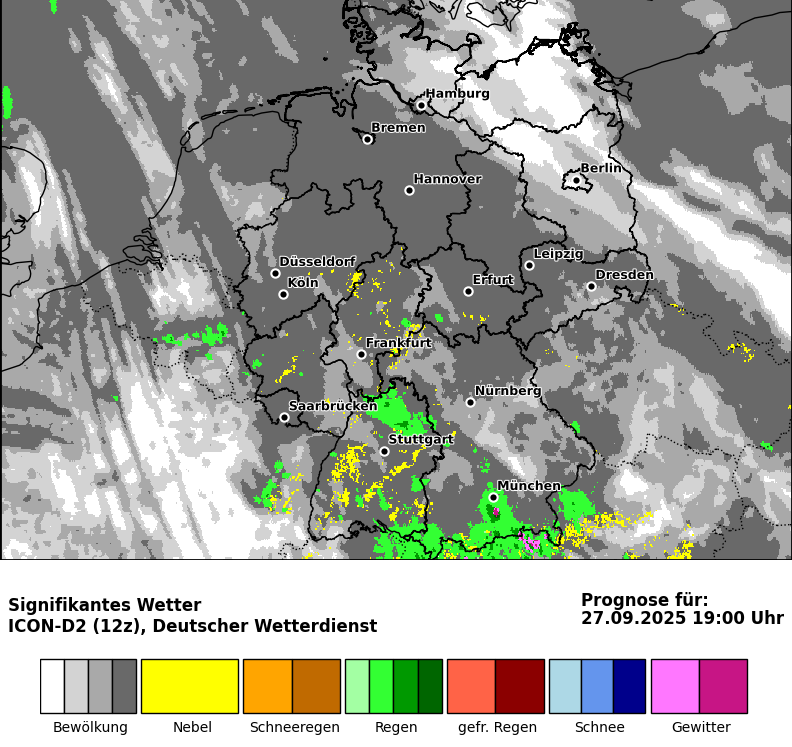 Hamburg
Bremen
Berlin
Hannover
Düsseldorf
Leipzig
Köln
Erfurt
Dresden
Frankfurt
Nürnberg
Saarbrücken
Stuttgart
München
Signifikantes Wetter
ICON-D2 (12z), Deutscher Wetterdienst
Prognose für:
27.09.2025 19:00 Uhr
Bewölkung
Nebel
Schneeregen
Regen
gefr. Regen
Schnee
Gewitter